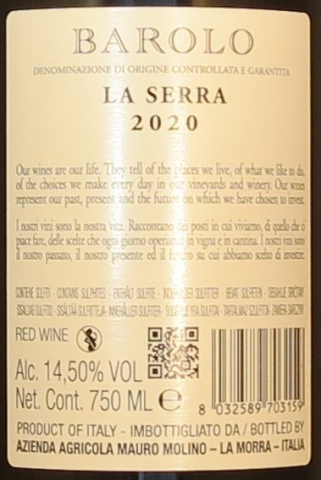 BAROLO
DENOMINAZIONE DI ORIGINE CONTROLLATA E GARANTITA
LA SERRA
2020
Our wines are our life. They tell of the places we live, of what we like to do,
of the choices we make every day in our vineyards and winery. Our wines
represent our past, present and the future on which we have chosen to invest.
I nostri vini sono la nostra vita. Raccontano dei posti in cui viviamo, di quello che ci
piace fare, delle scelte che ogni giorno operiamo in vigna e in cantina. I nostri vini sono
il nostro passato, il nostro presente ed il futuro su cui abbiamo scelto di investire.
CONTIENE SOLFITI - CONTAINS SULPHITES - ENTHÄLT SULFITE
RED WINE
Alc. 14,50% VOL
Net. Cont. 750 ML e
8 032589 703159
PRODUCT OF ITALY - IMBOTTIGLIATO DA / BOTTLED BY
AZIENDA AGRICOLA MAURO MOLINO – LA MORRA – ITALIA